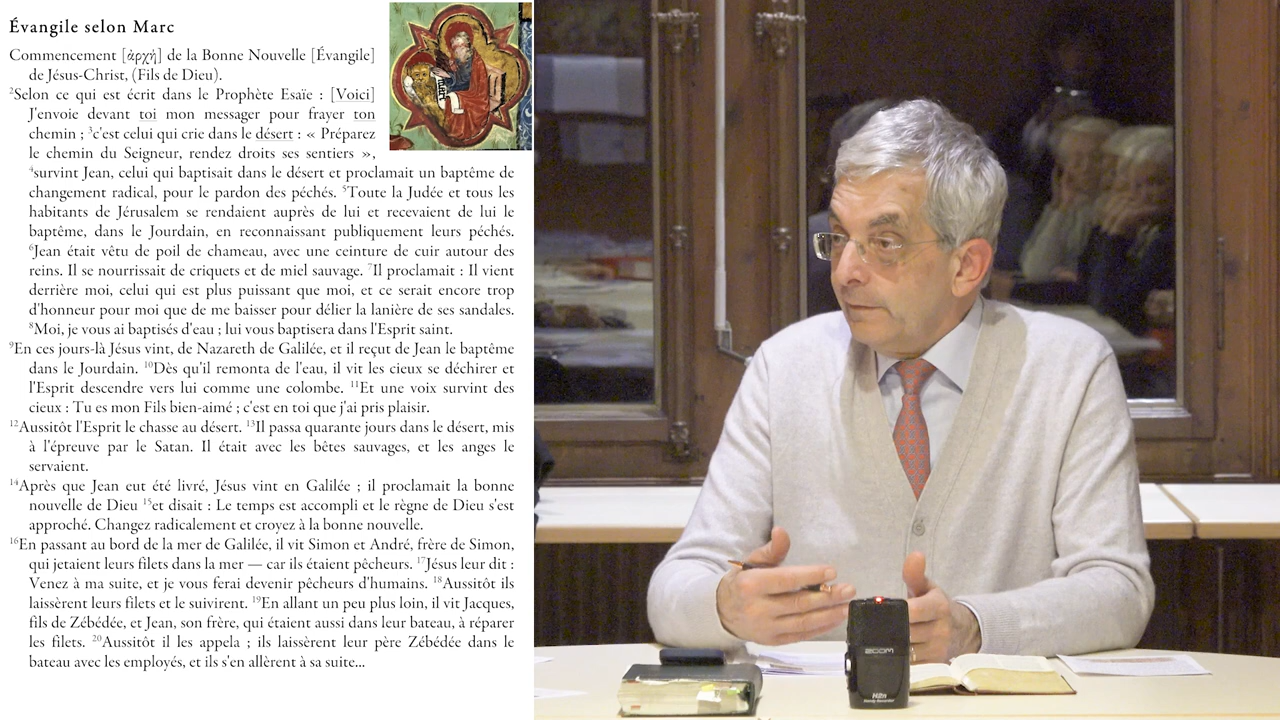 Évangile selon Marc
Commencement [ἀρχή] de la Bonne Nouvelle [Évangile]
de Jésus-Christ, (Fils de Dieu).
²Selon ce qui est écrit dans le Prophète Esaïe : [Voici]
J'envoie devant toi mon messager pour frayer ton
chemin ; ³c'est celui qui crie dans le désert : « Préparez
le chemin du Seigneur, rendez droits ses sentiers »,
⁴survint Jean, celui qui baptisait dans le désert et proclamait un baptême de
changement radical, pour le pardon des péchés. ⁵Toute la Judée et tous les
habitants de Jérusalem se rendaient auprès de lui et recevaient de lui le
baptême, dans le Jourdain, en reconnaissant publiquement leurs péchés.
⁶Jean était vêtu de poil de chameau, avec une ceinture de cuir autour des
reins. Il se nourrissait de criquets et de miel sauvage. ⁷Il proclamait : Il vient
derrière moi, celui qui est plus puissant que moi, et ce serait encore trop
d'honneur pour moi que de me baisser pour délier la lanière de ses sandales.
⁸Moi, je vous ai baptisés d'eau ; lui vous baptisera dans l'Esprit saint.
⁹En ces jours-là Jésus vint, de Nazareth de Galilée, et il reçut de Jean le baptême
dans le Jourdain. ¹⁰Dès qu'il remonta de l'eau, il vit les cieux se déchirer et
l'Esprit descendre vers lui comme une colombe. ¹¹Et une voix survint des
cieux : Tu es mon Fils bien-aimé ; c'est en toi que j'ai pris plaisir.
¹²Aussitôt l'Esprit le chasse au désert. ¹³Il passa quarante jours dans le désert, mis
à l'épreuve par le Satan. Il était avec les bêtes sauvages, et les anges le
servaient.
¹⁴Après que Jean eut été livré, Jésus vint en Galilée ; il proclamait la bonne
nouvelle de Dieu ¹⁵et disait : Le temps est accompli et le règne de Dieu s'est
approché. Changez radicalement et croyez à la bonne nouvelle.
¹⁶En passant au bord de la mer de Galilée, il vit Simon et André, frère de Simon,
qui jetaient leurs filets dans la mer — car ils étaient pêcheurs. ¹⁷Jésus leur dit :
Venez à ma suite, et je vous ferai devenir pêcheurs d'humains. ¹⁸Aussitôt ils
laissèrent leurs filets et le suivirent. ¹⁹En allant un peu plus loin, il vit Jacques,
fils de Zébédée, et Jean, son frère, qui étaient aussi dans leur bateau, à réparer
les filets. ²⁰Aussitôt il les appela ; ils laissèrent leur père Zébédée dans le
bateau avec les employés, et ils s'en allèrent à sa suite...
ZOOM
H2n
Handy Recorder